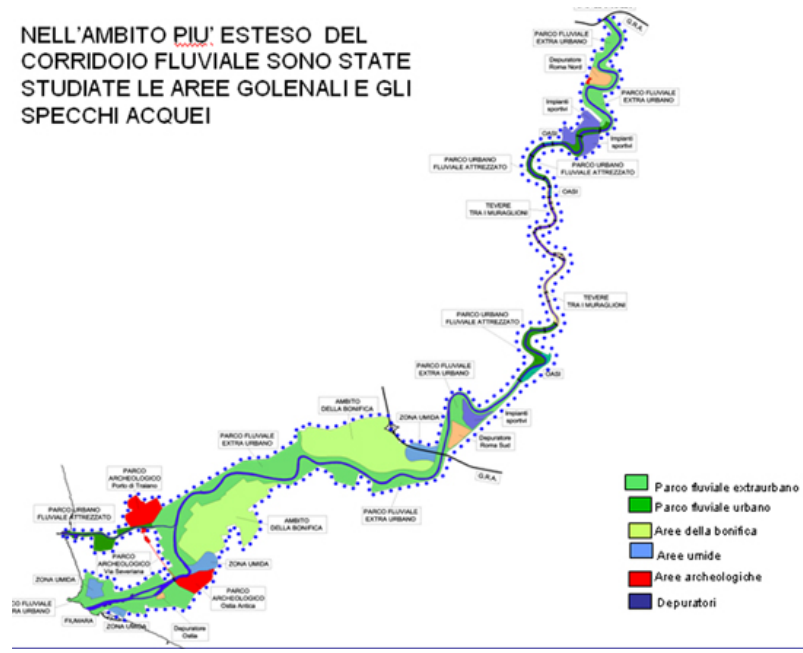 NELL'AMBITO PIU' ESTESO DEL
CORRIDOIO FLUVIALE SONO STATE
STUDIATE LE AREE GOLENALI E GLI
SPECCHI ACQUEI
G.R.A.
PARCO FLUVIALE
EXTRA URBANO
Depuratore
Roma Nord
PARCO FLUVIALE
EXTRA URBANO
Impianti
sportivi
OASI
Impianti
sportivi
PARCO URBANO
FLUVIALE ATTREZZATO
PARCO URBANO
FLUVIALE ATTREZZATO
OASI
TEVERE
TRA I MURAGLIONI
TEVERE
TRA I MURAGLIONI
PARCO URBANO
FLUVIALE ATTREZZATO
PARCO FLUVIALE
EXTRA URBANO
OASI
AMBITO
DELLA BONIFICA
ZONA UMIDA
Impianti
sportivi
Depuratore
Roma Sud
PARCO FLUVIALE
EXTRA URBANO
G.R.A.
PARCO
ARCHEOLOGICO
Porto di Traiano
PARCO URBANO
FLUVIALE ATTREZZATO
PARCO FLUVIALE
EXTRA URBANO
AMBITO
DELLA BONIFICA
PARCO
ARCHEOLOGICO
Via Severiana
ZONA UMIDA
ZONA UMIDA
PARCO
ARCHEOLOGICO
Ostia Antica
CO FLUVIALE
RA URBANO
FIUMARA
ZONA UMIDA
Depuratore
Ostia
Parco fluviale extraurbano
Parco fluviale urbano
Aree della bonifica
Aree umide
Aree archeologiche
Depuratori